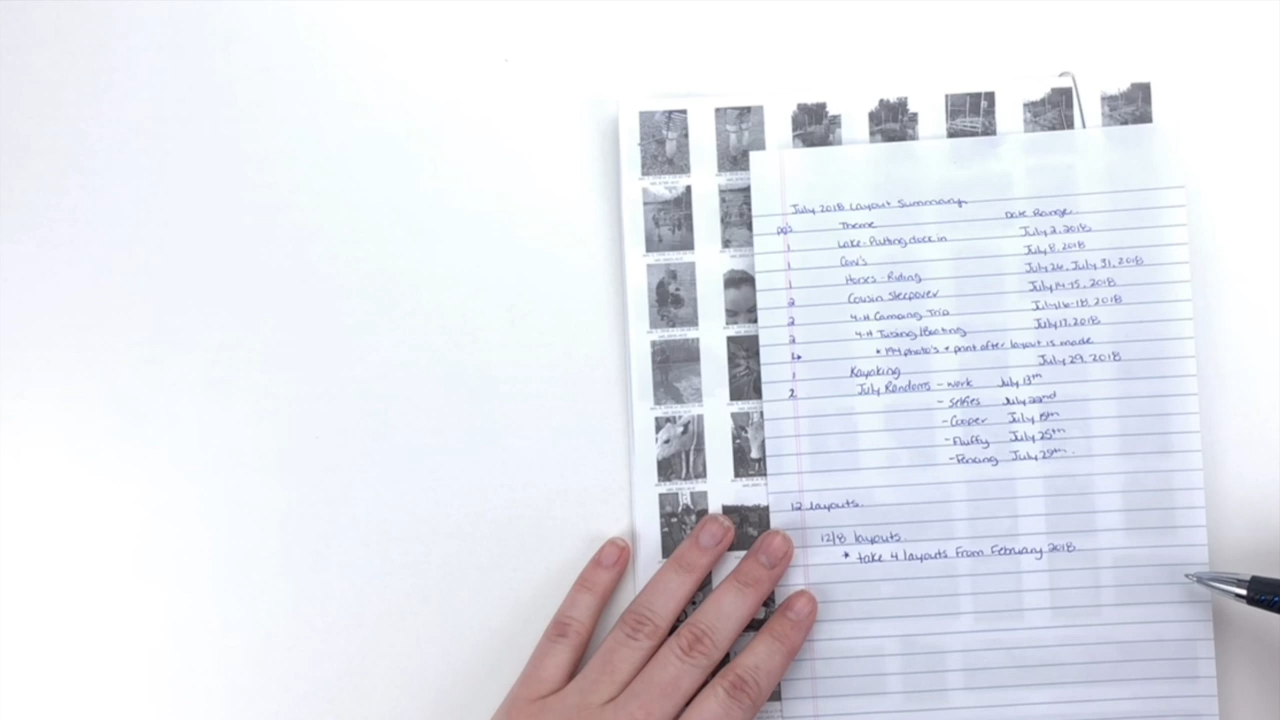 July 2018 Layout Summary
pg's Theme Date Range
1 Lake - Putting dock in July 2, 2018
1 Cow's July 8, 2018
1 Horses - Riding July 26, July 31, 2018
2 Cousin Sleepover July 14-15, 2018
2 4-H Camping Trip July 16-18, 2018
2 4-H Tubing/Boating July 17, 2018
* 194 photo's + print after layout is made
1 Kayaking July 29, 2018
2 July Randoms - work July 13th
- Selfies July 22nd
- Cooper July 15th
- Fluffy July 25th
- Fencing July 29th
12 layouts.
12/8 layouts.
* take 4 layouts from February 2018